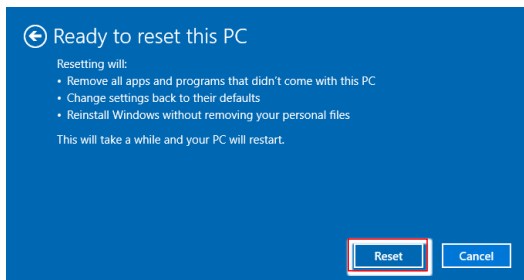 Ready to reset this PC
Resetting will:
• Remove all apps and programs that didn't come with this PC
• Change settings back to their defaults
• Reinstall Windows without removing your personal files
This will take a while and your PC will restart.
Reset Cancel